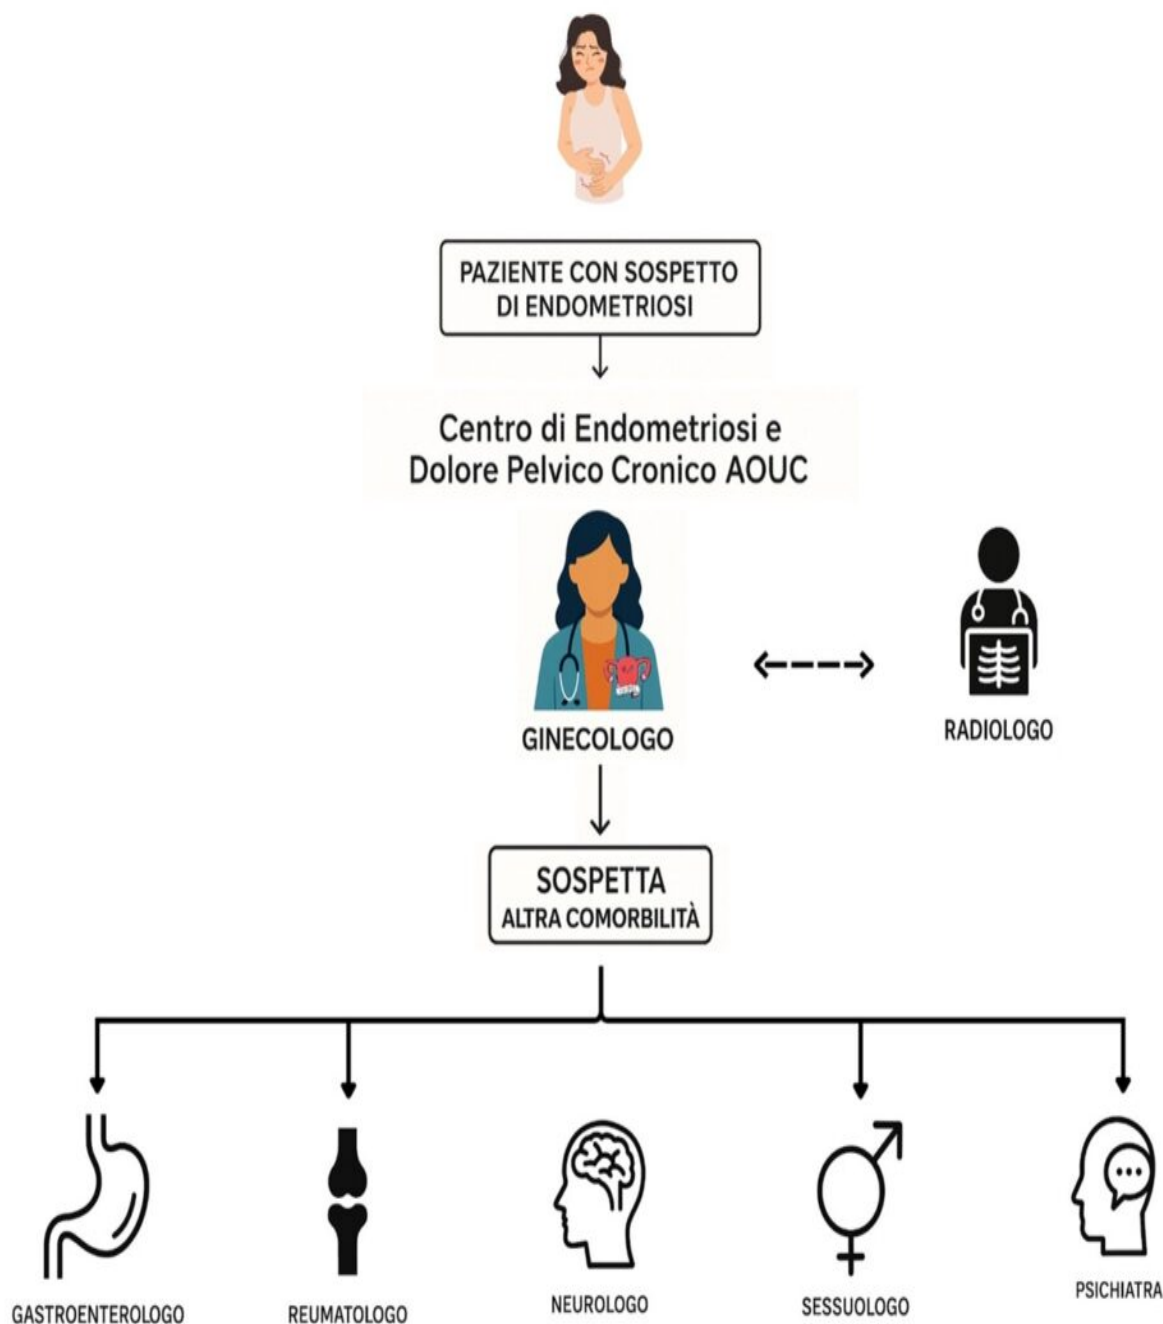 PAZIENTE CON SOSPETTO
DI ENDOMETRIOSI
Centro di Endometriosi e
Dolore Pelvico Cronico AOUC
GINECOLOGO
RADIOLOGO
SOSPETTA
ALTRA COMORBILITÀ
GASTROENTEROLOGO
REUMATOLOGO
NEUROLOGO
SESSUOLOGO
PSICHIATRA